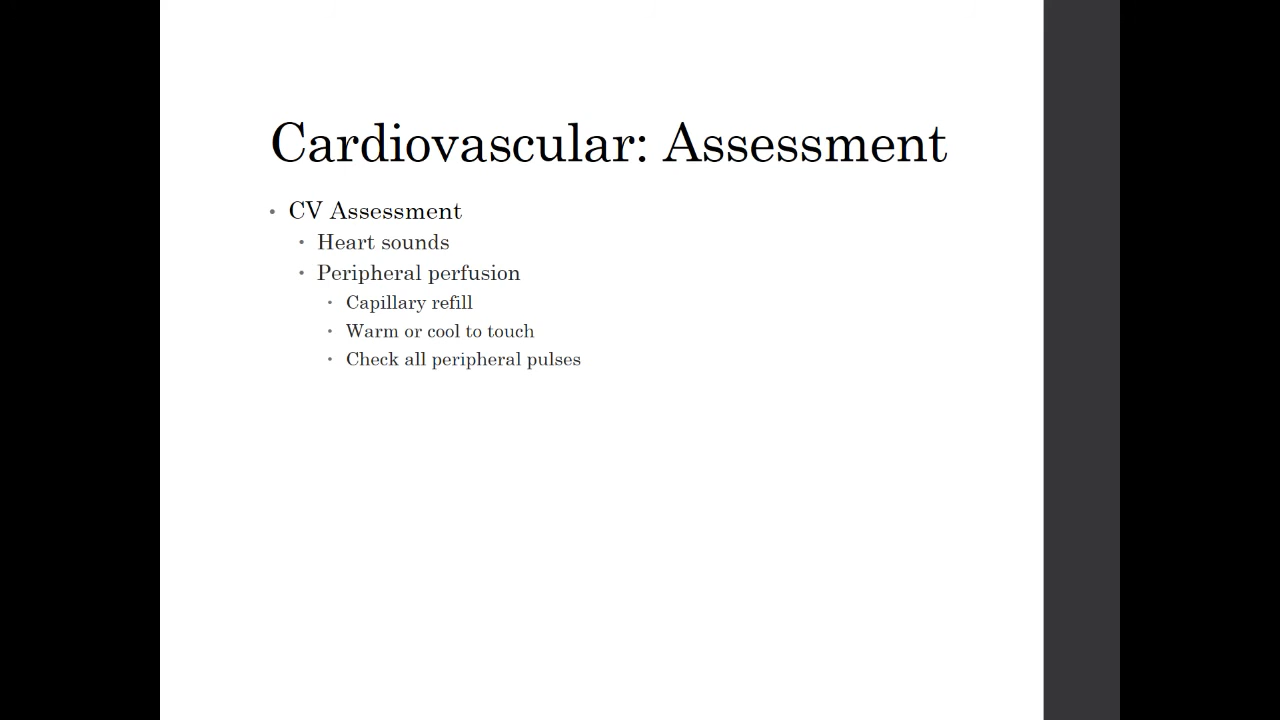 Cardiovascular: Assessment
• CV Assessment
• Heart sounds
• Peripheral perfusion
• Capillary refill
• Warm or cool to touch
• Check all peripheral pulses